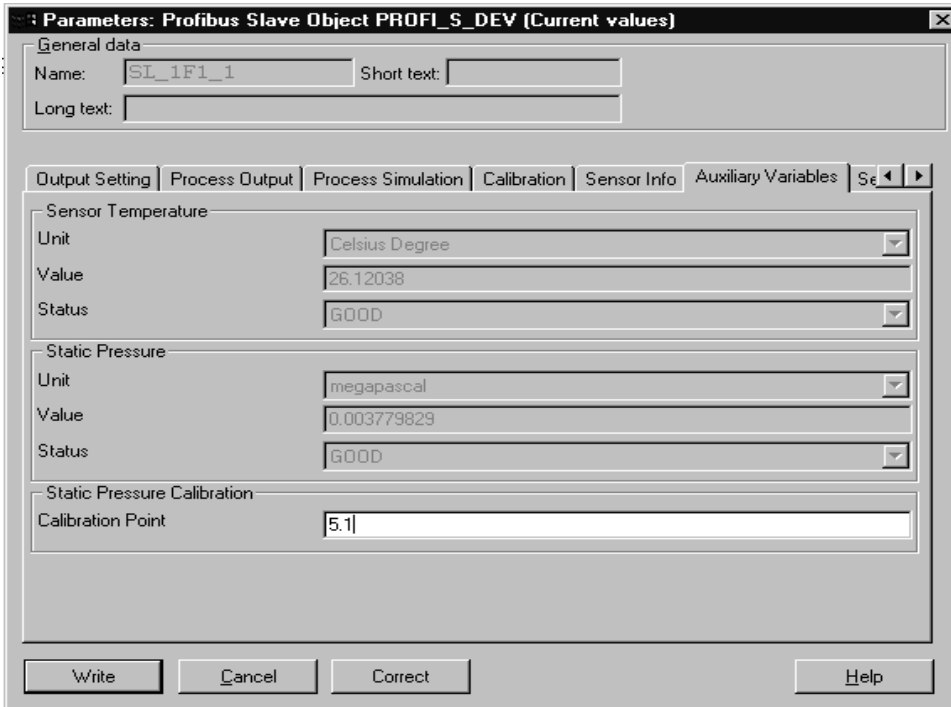 Parameters: Profibus Slave Object PROFI_S_DEV (Current values)
General data
Name: SL_1F1_1 Short text:
Long text:
Output Setting Process Output Process Simulation Calibration Sensor Info Auxiliary Variables Se
Sensor Temperature
Unit Celsius Degree
Value 26.12038
Status GOOD
Static Pressure
Unit megapascal
Value 0.003779829
Status GOOD
Static Pressure Calibration
Calibration Point 5.1
Write Cancel Correct Help